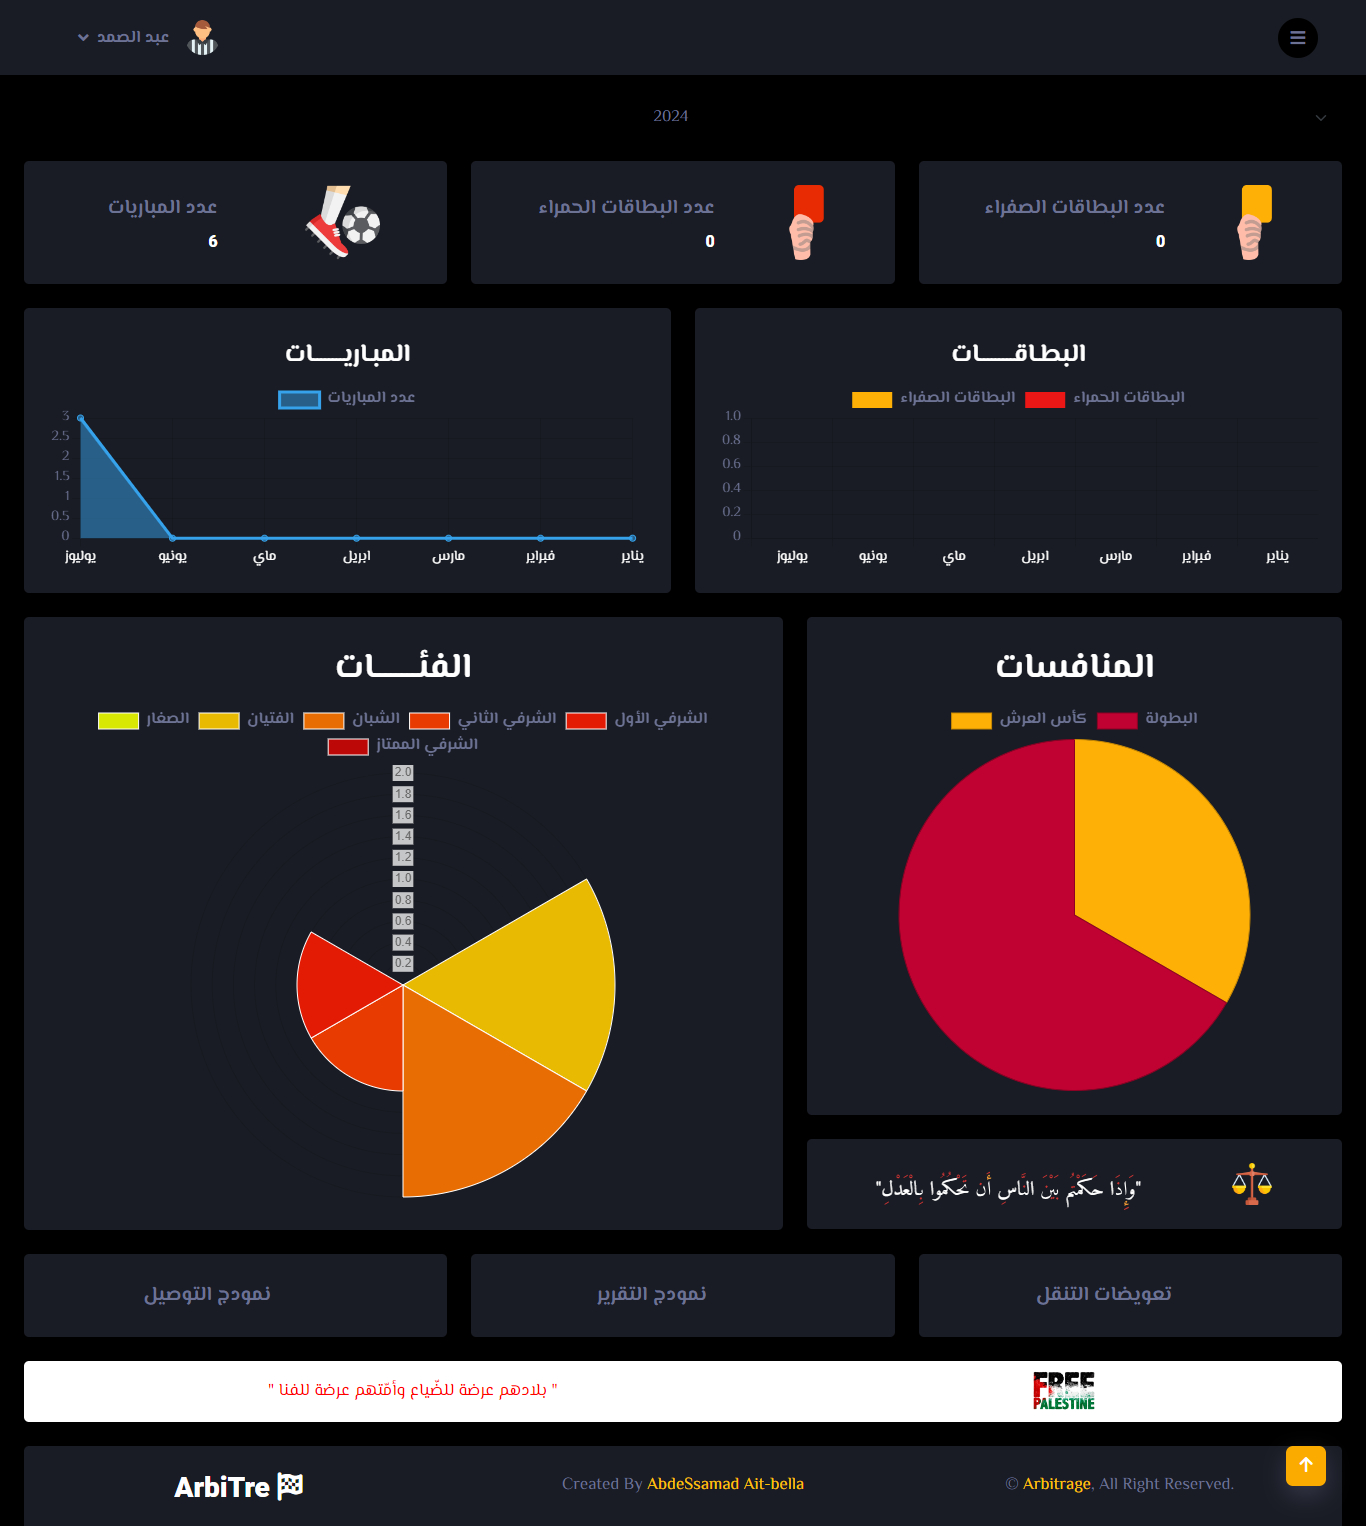 عبد الصمد
2024
عدد البطاقات الصفراء
0
عدد البطاقات الحمراء
0
عدد المباريات
6
البطـاقـــــــات
البطاقات الحمراء
البطاقات الصفراء
1.0
0.8
0.6
0.4
0.2
0
يناير
فبراير
مارس
ابريل
ماي
يونيو
يوليوز
المباريــــــات
عدد المباريات
3
2.5
2
1.5
1
0.5
0
يناير
فبراير
مارس
ابريل
ماي
يونيو
يوليوز
المنافسات
البطولة
كأس العرش
الفئــــــات
الشرفي الأول
الشرفي الثاني
الشبان
الفتيان
الصغار
الشرفي الممتاز
2.0
1.8
1.6
1.4
1.2
1.0
0.8
0.6
0.4
0.2
"وَإِذَا حَكَمْتُم بَيْنَ النَّاسِ أَن تَحْكُمُوا بِالْعَدْلِ"
تعويضات التنقل
نمودج التقرير
نمودج التوصيل
FREE
PALESTINE
" بلادهم عرضة للضّياع وأمّتهم عرضة للفنا "
© Arbitrage, All Right Reserved.
Created By AbdeSsamad Ait-bella
ArbiTre